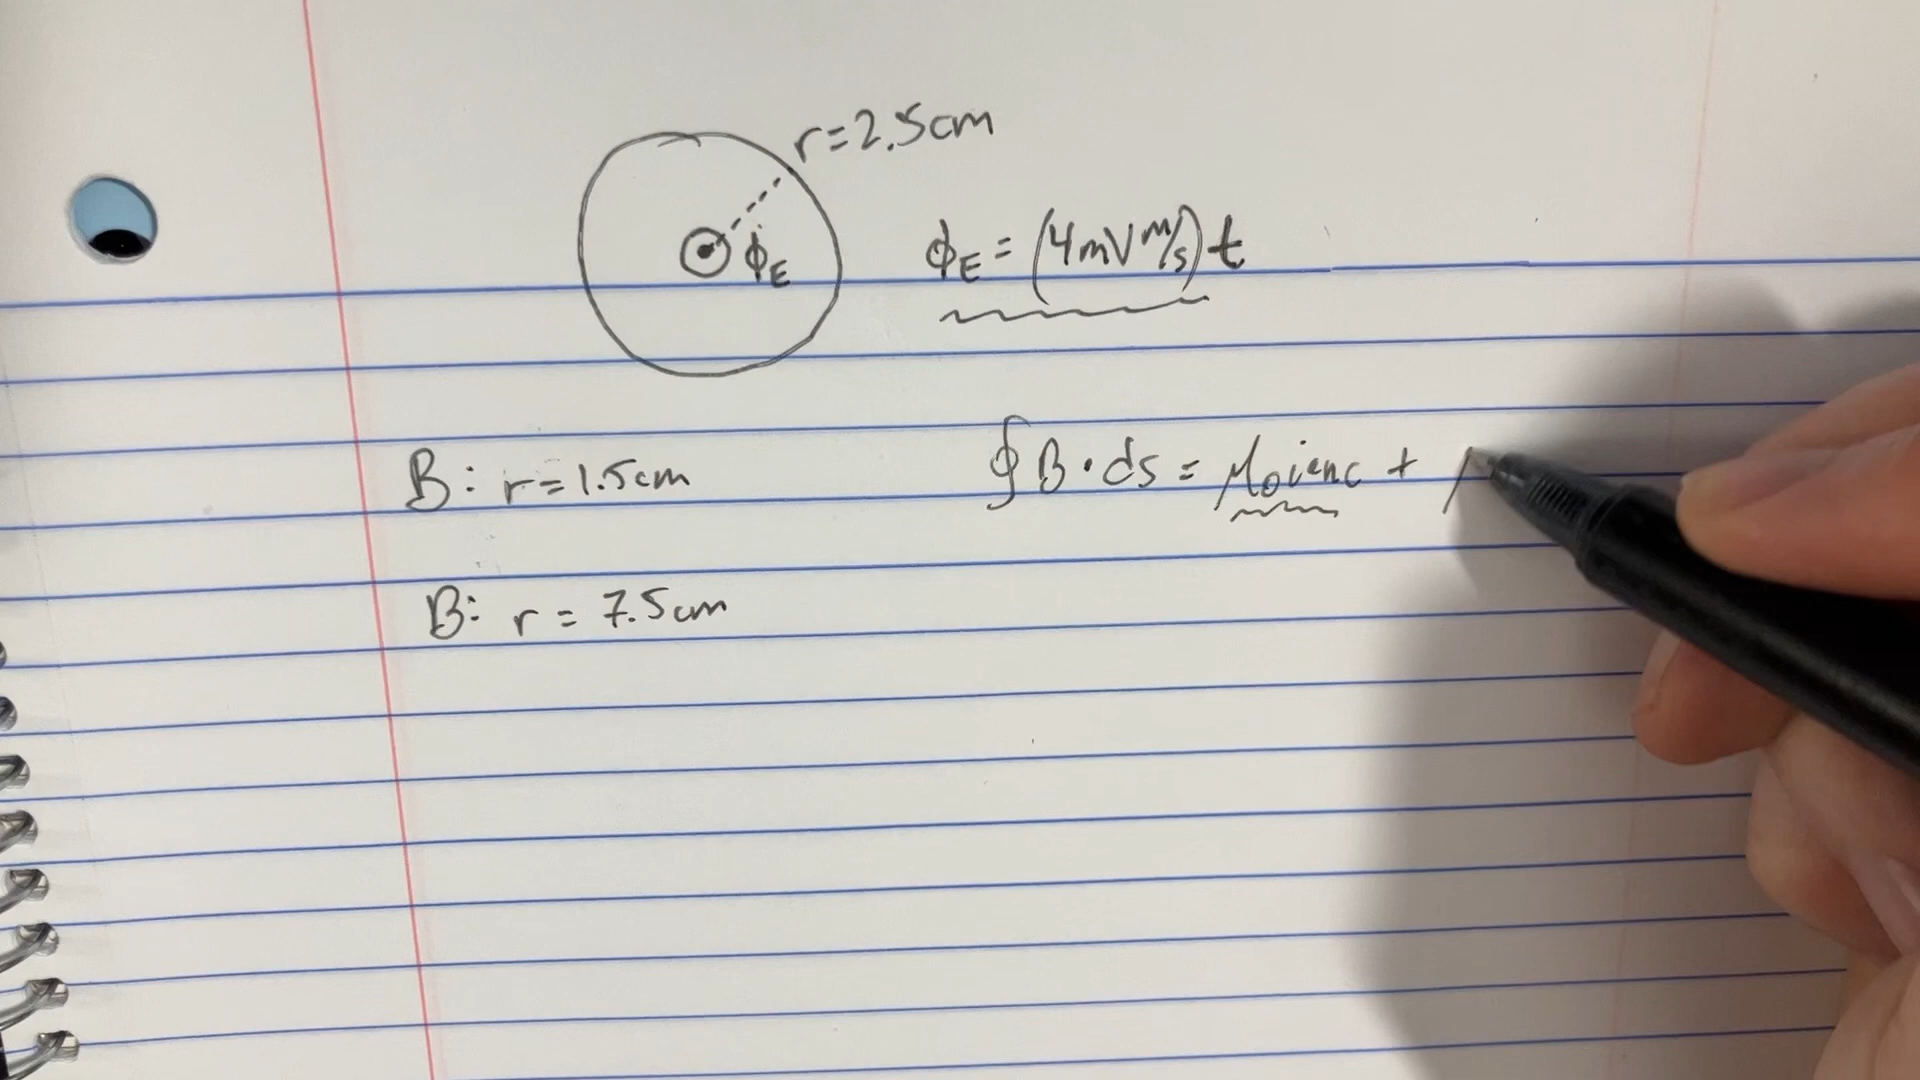 r=2.5cm
ϕE
ϕE = (4mV m/s) t
B: r=1.5cm
∮B・ds = μ0ienc +
B: r = 7.5cm